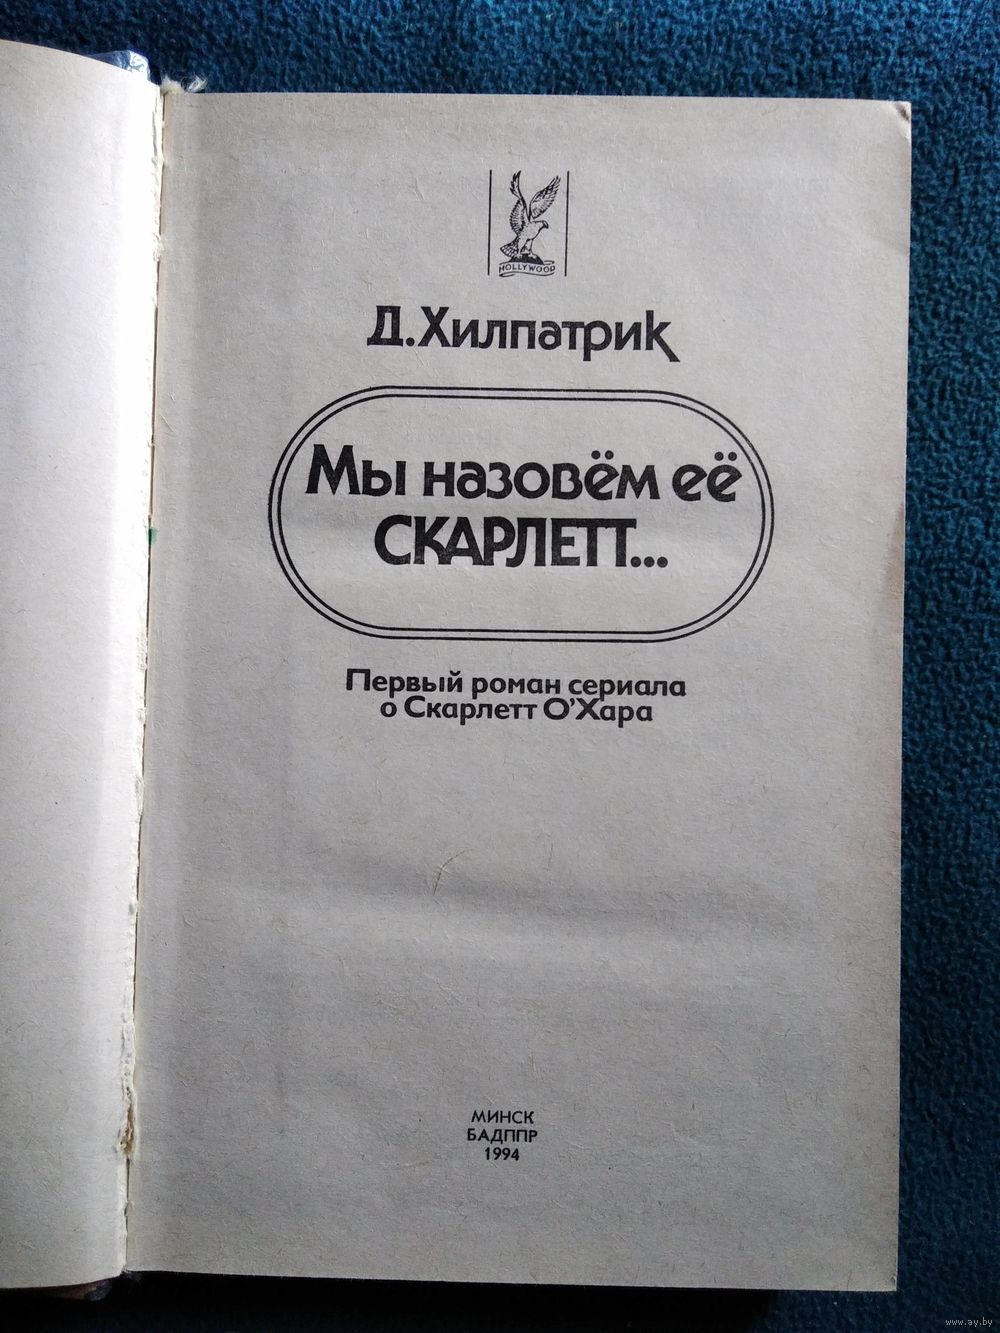 HOLLYWOOD
Д.Хилпатрик
Мы назовём её
СКАРЛЕТТ...
Первый роман сериала
о Скарлетт О'Хара
МИНСК
БАДППР
1994
www.ay.by